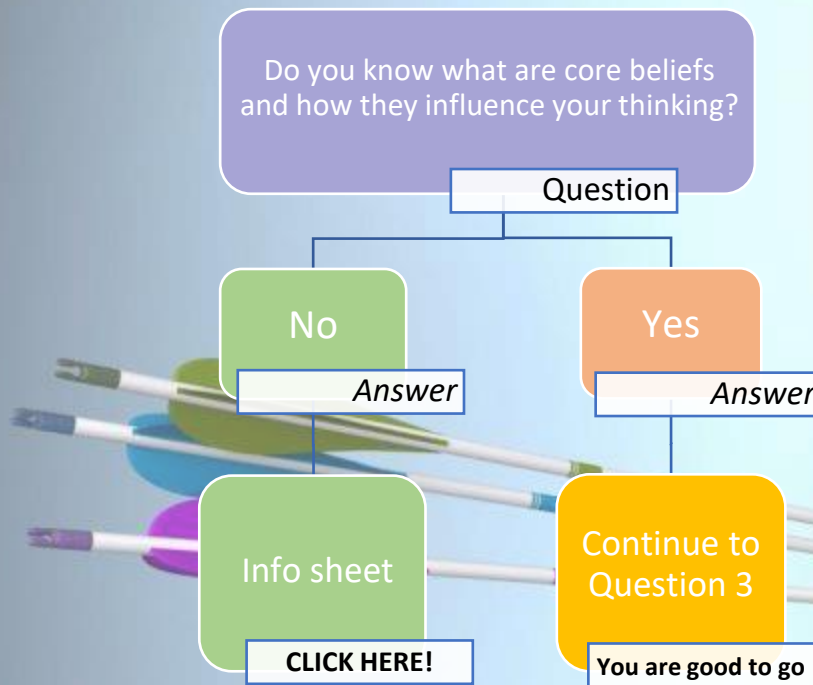 Do you know what are core beliefs
and how they influence your thinking?
Question
No
Yes
Answer
Answer
Info sheet
Continue to
Question 3
CLICK HERE!
You are good to go